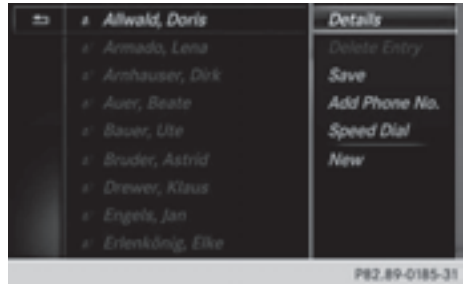 Allwald, Doris
Armado, Lena
Arnhauser, Dirk
Auer, Beate
Bauer, Ute
Bruder, Astrid
Drewer, Klaus
Engels, Jan
Erlenkönig, Elke
Details
Delete Entry
Save
Add Phone No.
Speed Dial
New
P82.89-0185-31